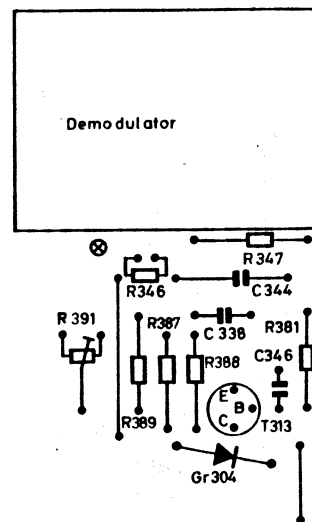 Demodulator
R347
R346
C344
R391
R387
C338
R381
R388
C346
R389
E
B
C
T313
Gr304